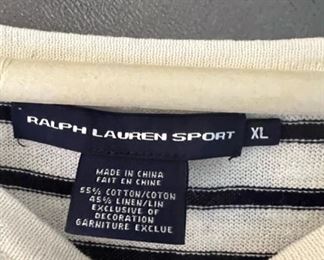 RALPH LAUREN SPORT XL
MADE IN CHINA
FAIT EN CHINE
55% COTTON/COTON
45% LINEN/LIN
EXCLUSIVE OF
DECORATION
GARNITURE EXCLUE